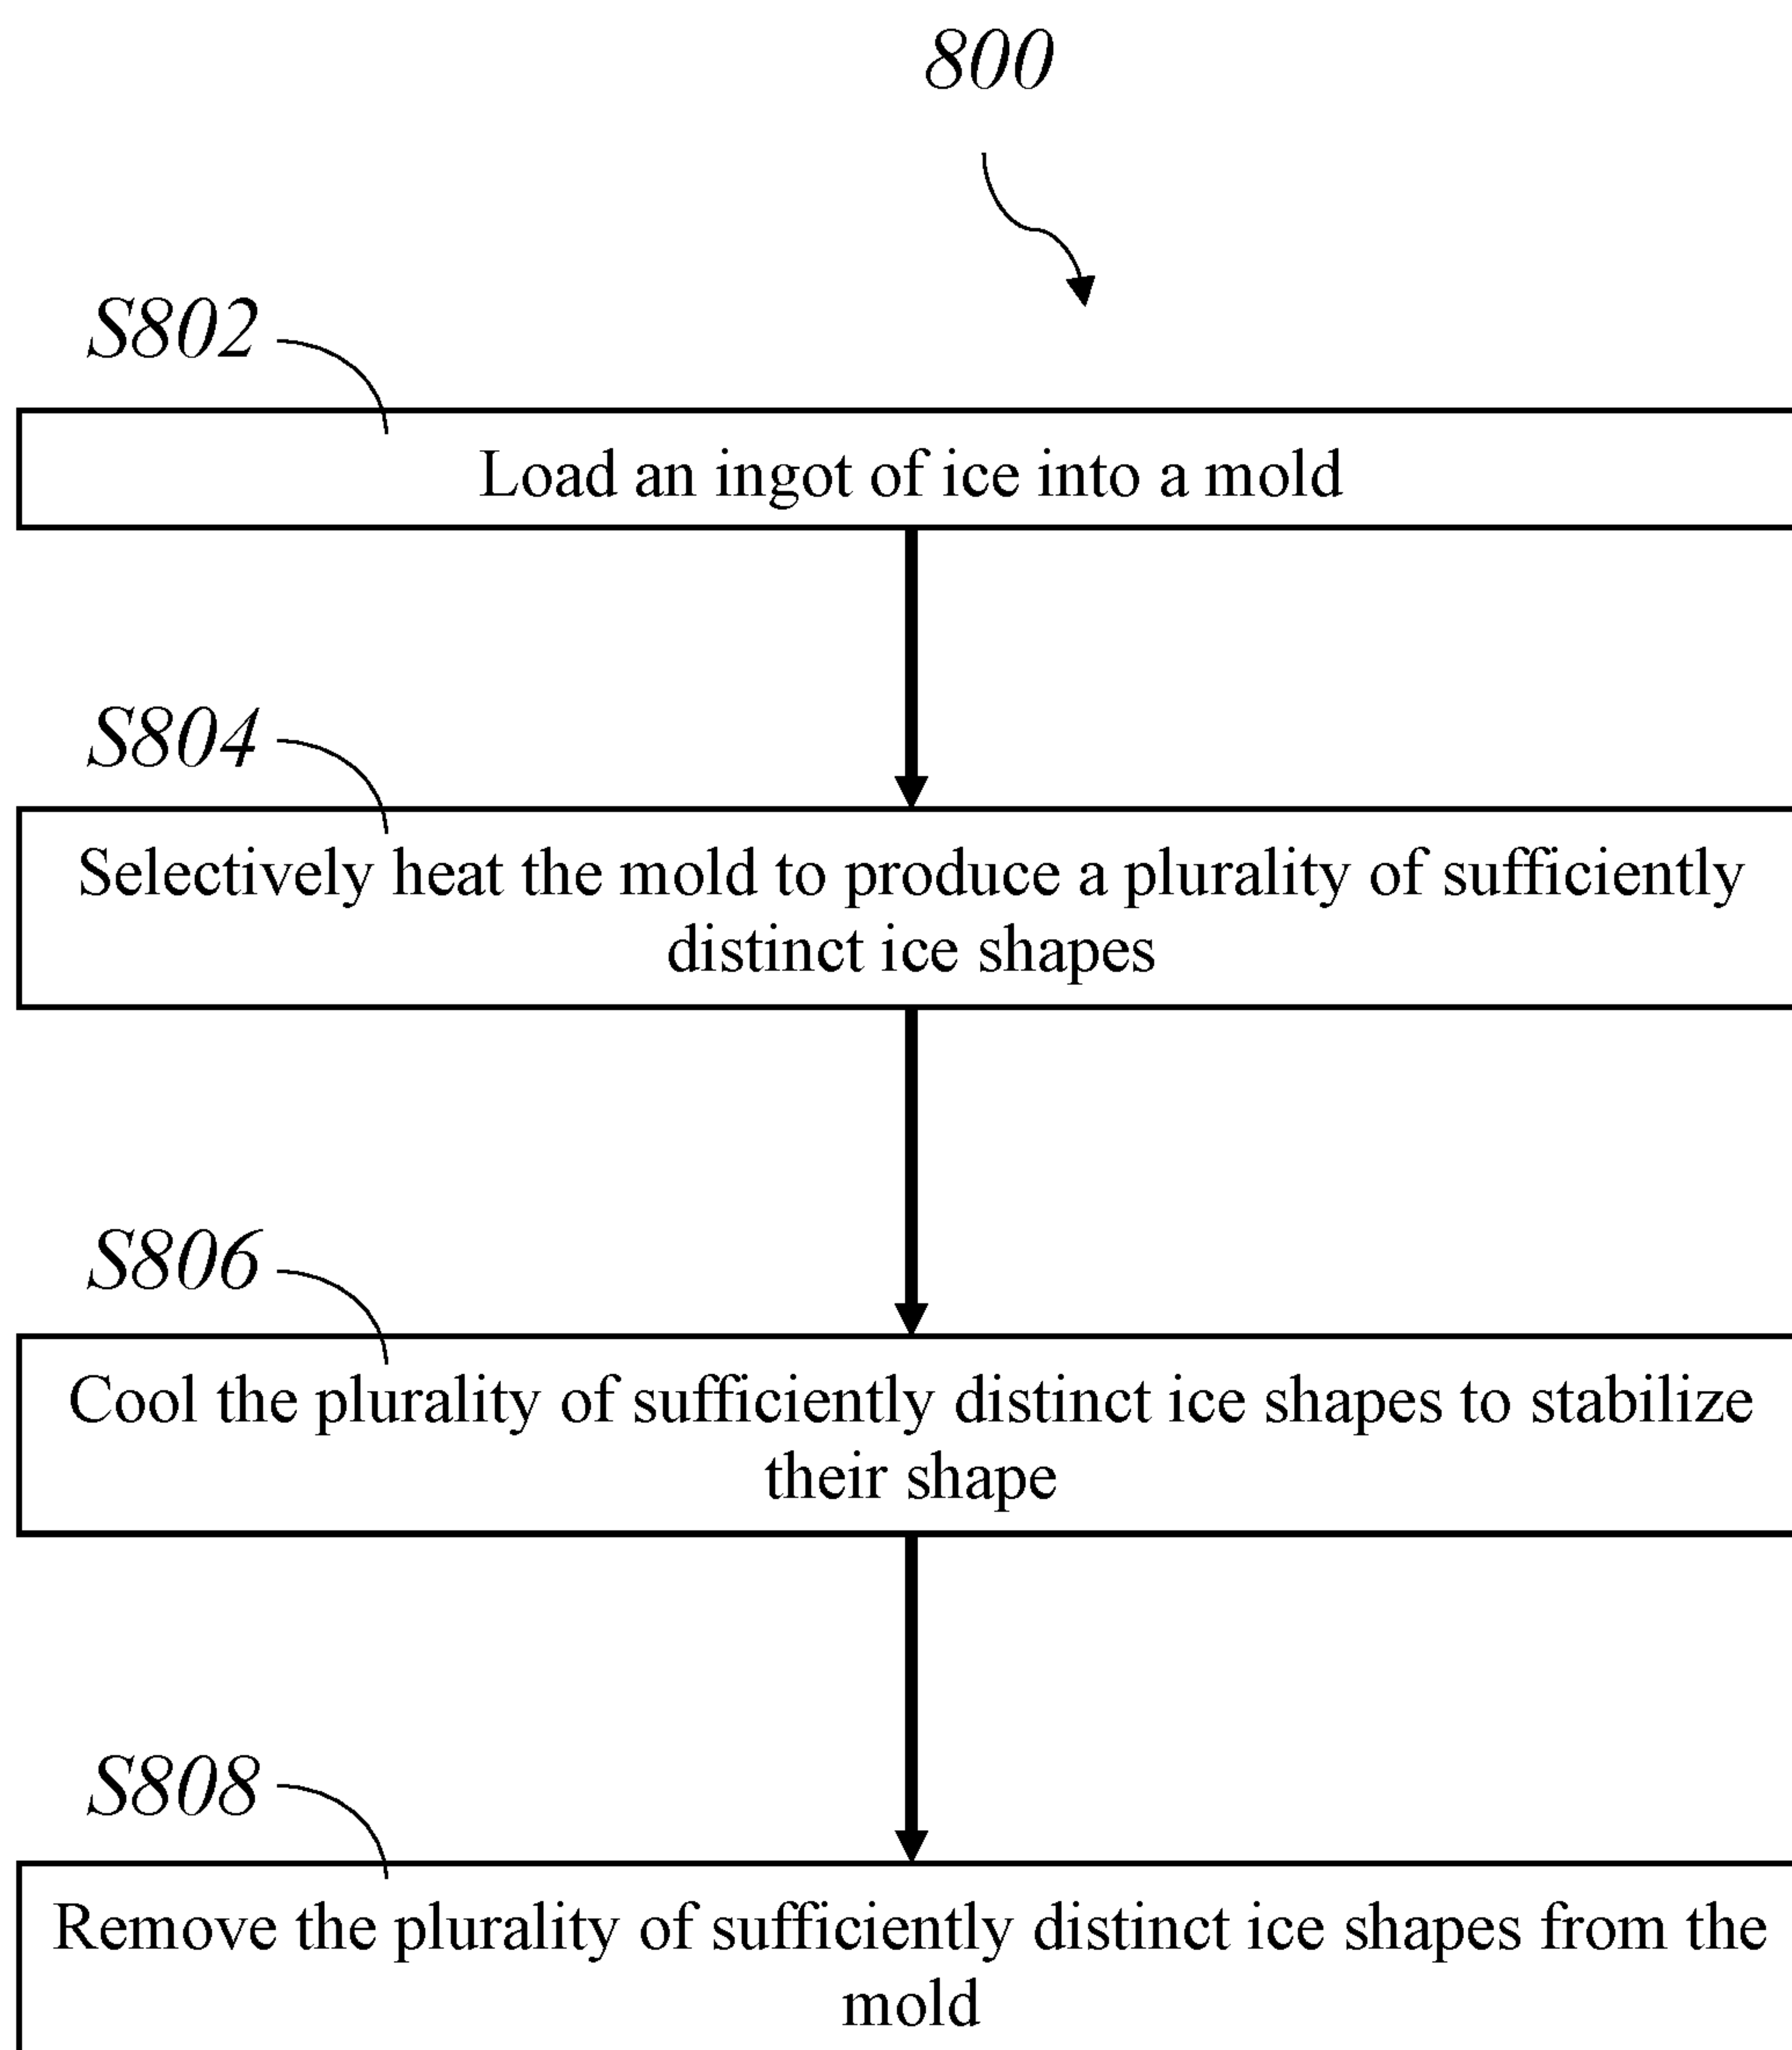 800
S802
Load an ingot of ice into a mold
S804
Selectively heat the mold to produce a plurality of sufficiently
distinct ice shapes
S806
Cool the plurality of sufficiently distinct ice shapes to stabilize
their shape
S808
Remove the plurality of sufficiently distinct ice shapes from the
mold